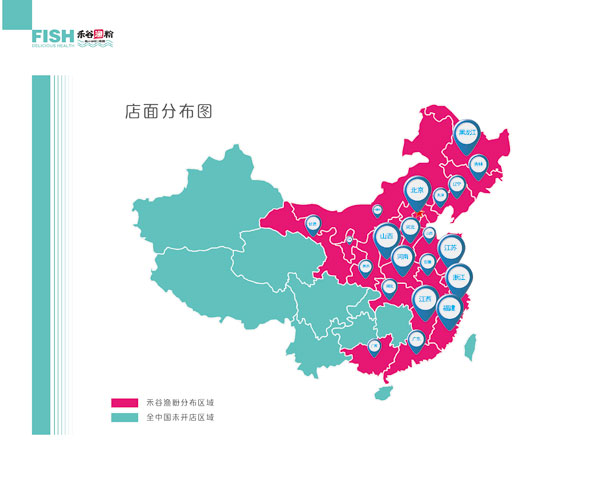 FISH
DELICIOUS HEALTH
禾谷渔粉
店面分布图
黑龙江
吉林
辽宁
北京
天津
甘肃
河北
山西
山东
江苏
河南
安徽
浙江
湖北
江西
福建
广东
广西
禾谷渔粉分布区域
全中国未开店区域